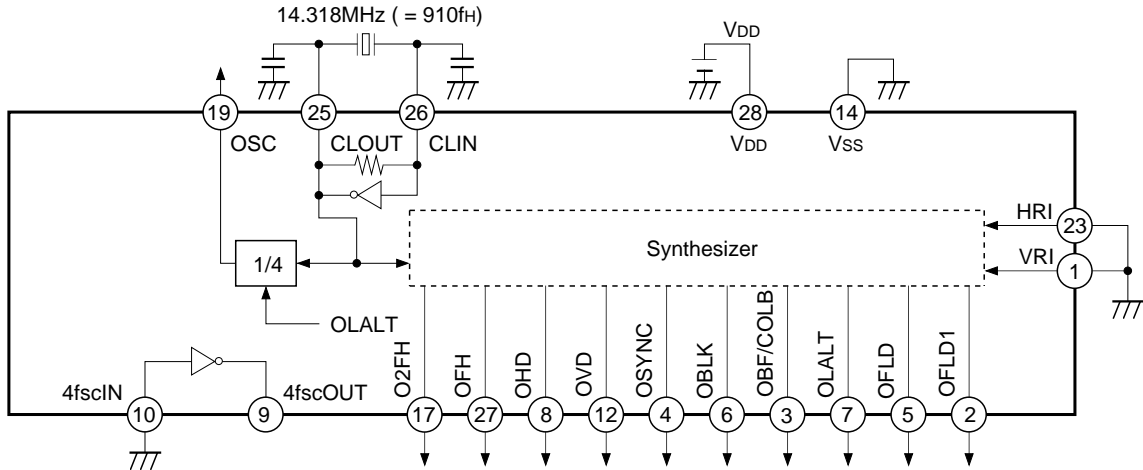 14.318MHz ( = 910fH)
VDD
19
25
26
28
14
OSC
CLOUT
CLIN
VDD
VSS
HRI
23
Synthesizer
VRI
1
1/4
OLALT
4fscIN
4fscOUT
O2FH
OFH
OHD
OVD
OSYNC
OBLK
OBF/COLB
OLALT
OFLD
OFLD1
10
9
17
27
8
12
4
6
3
7
5
2